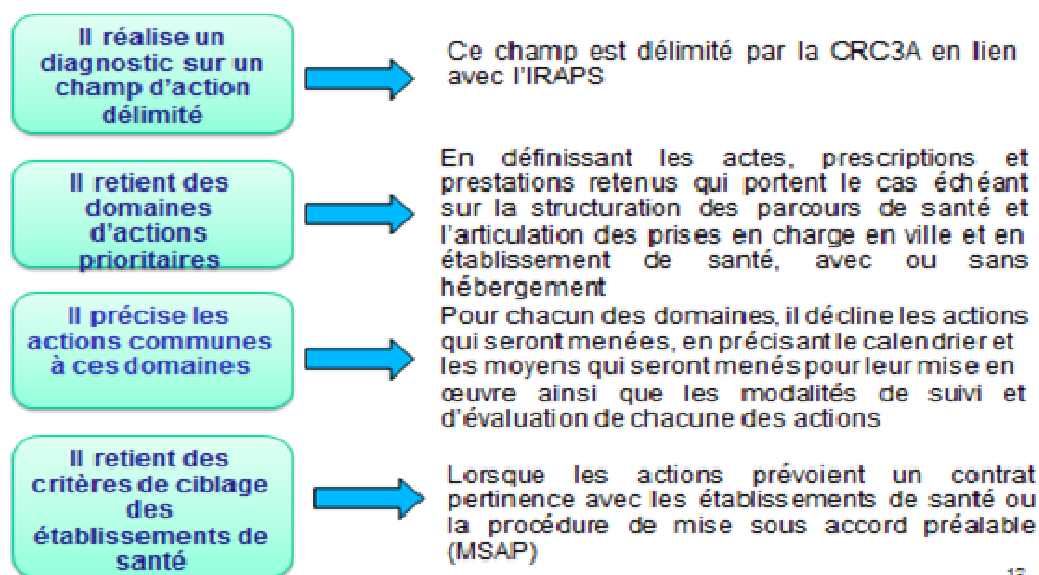 Il réalise un
diagnostic sur un
champ d'action
délimité
Ce champ est délimité par la CRC3A en lien
avec l'IRAPS
Il retient des
domaines
d'actions
prioritaires
En définissant les actes, prescriptions et
prestations retenus qui portent le cas échéant
sur la structuration des parcours de santé et
l'articulation des prises en charge en ville et en
établissement de santé, avec ou sans
hébergement
Il précise les
actions communes
à ces domaines
Pour chacun des domaines, il décline les actions
qui seront menées, en précisant le calendrier et
les moyens qui seront menés pour leur mise en
œuvre ainsi que les modalités de suivi et
d'évaluation de chacune des actions
Il retient des
critères de ciblage
des
établissements de
santé
Lorsque les actions prévoient un contrat
pertinence avec les établissements de santé ou
la procédure de mise sous accord préalable
(MSAP)